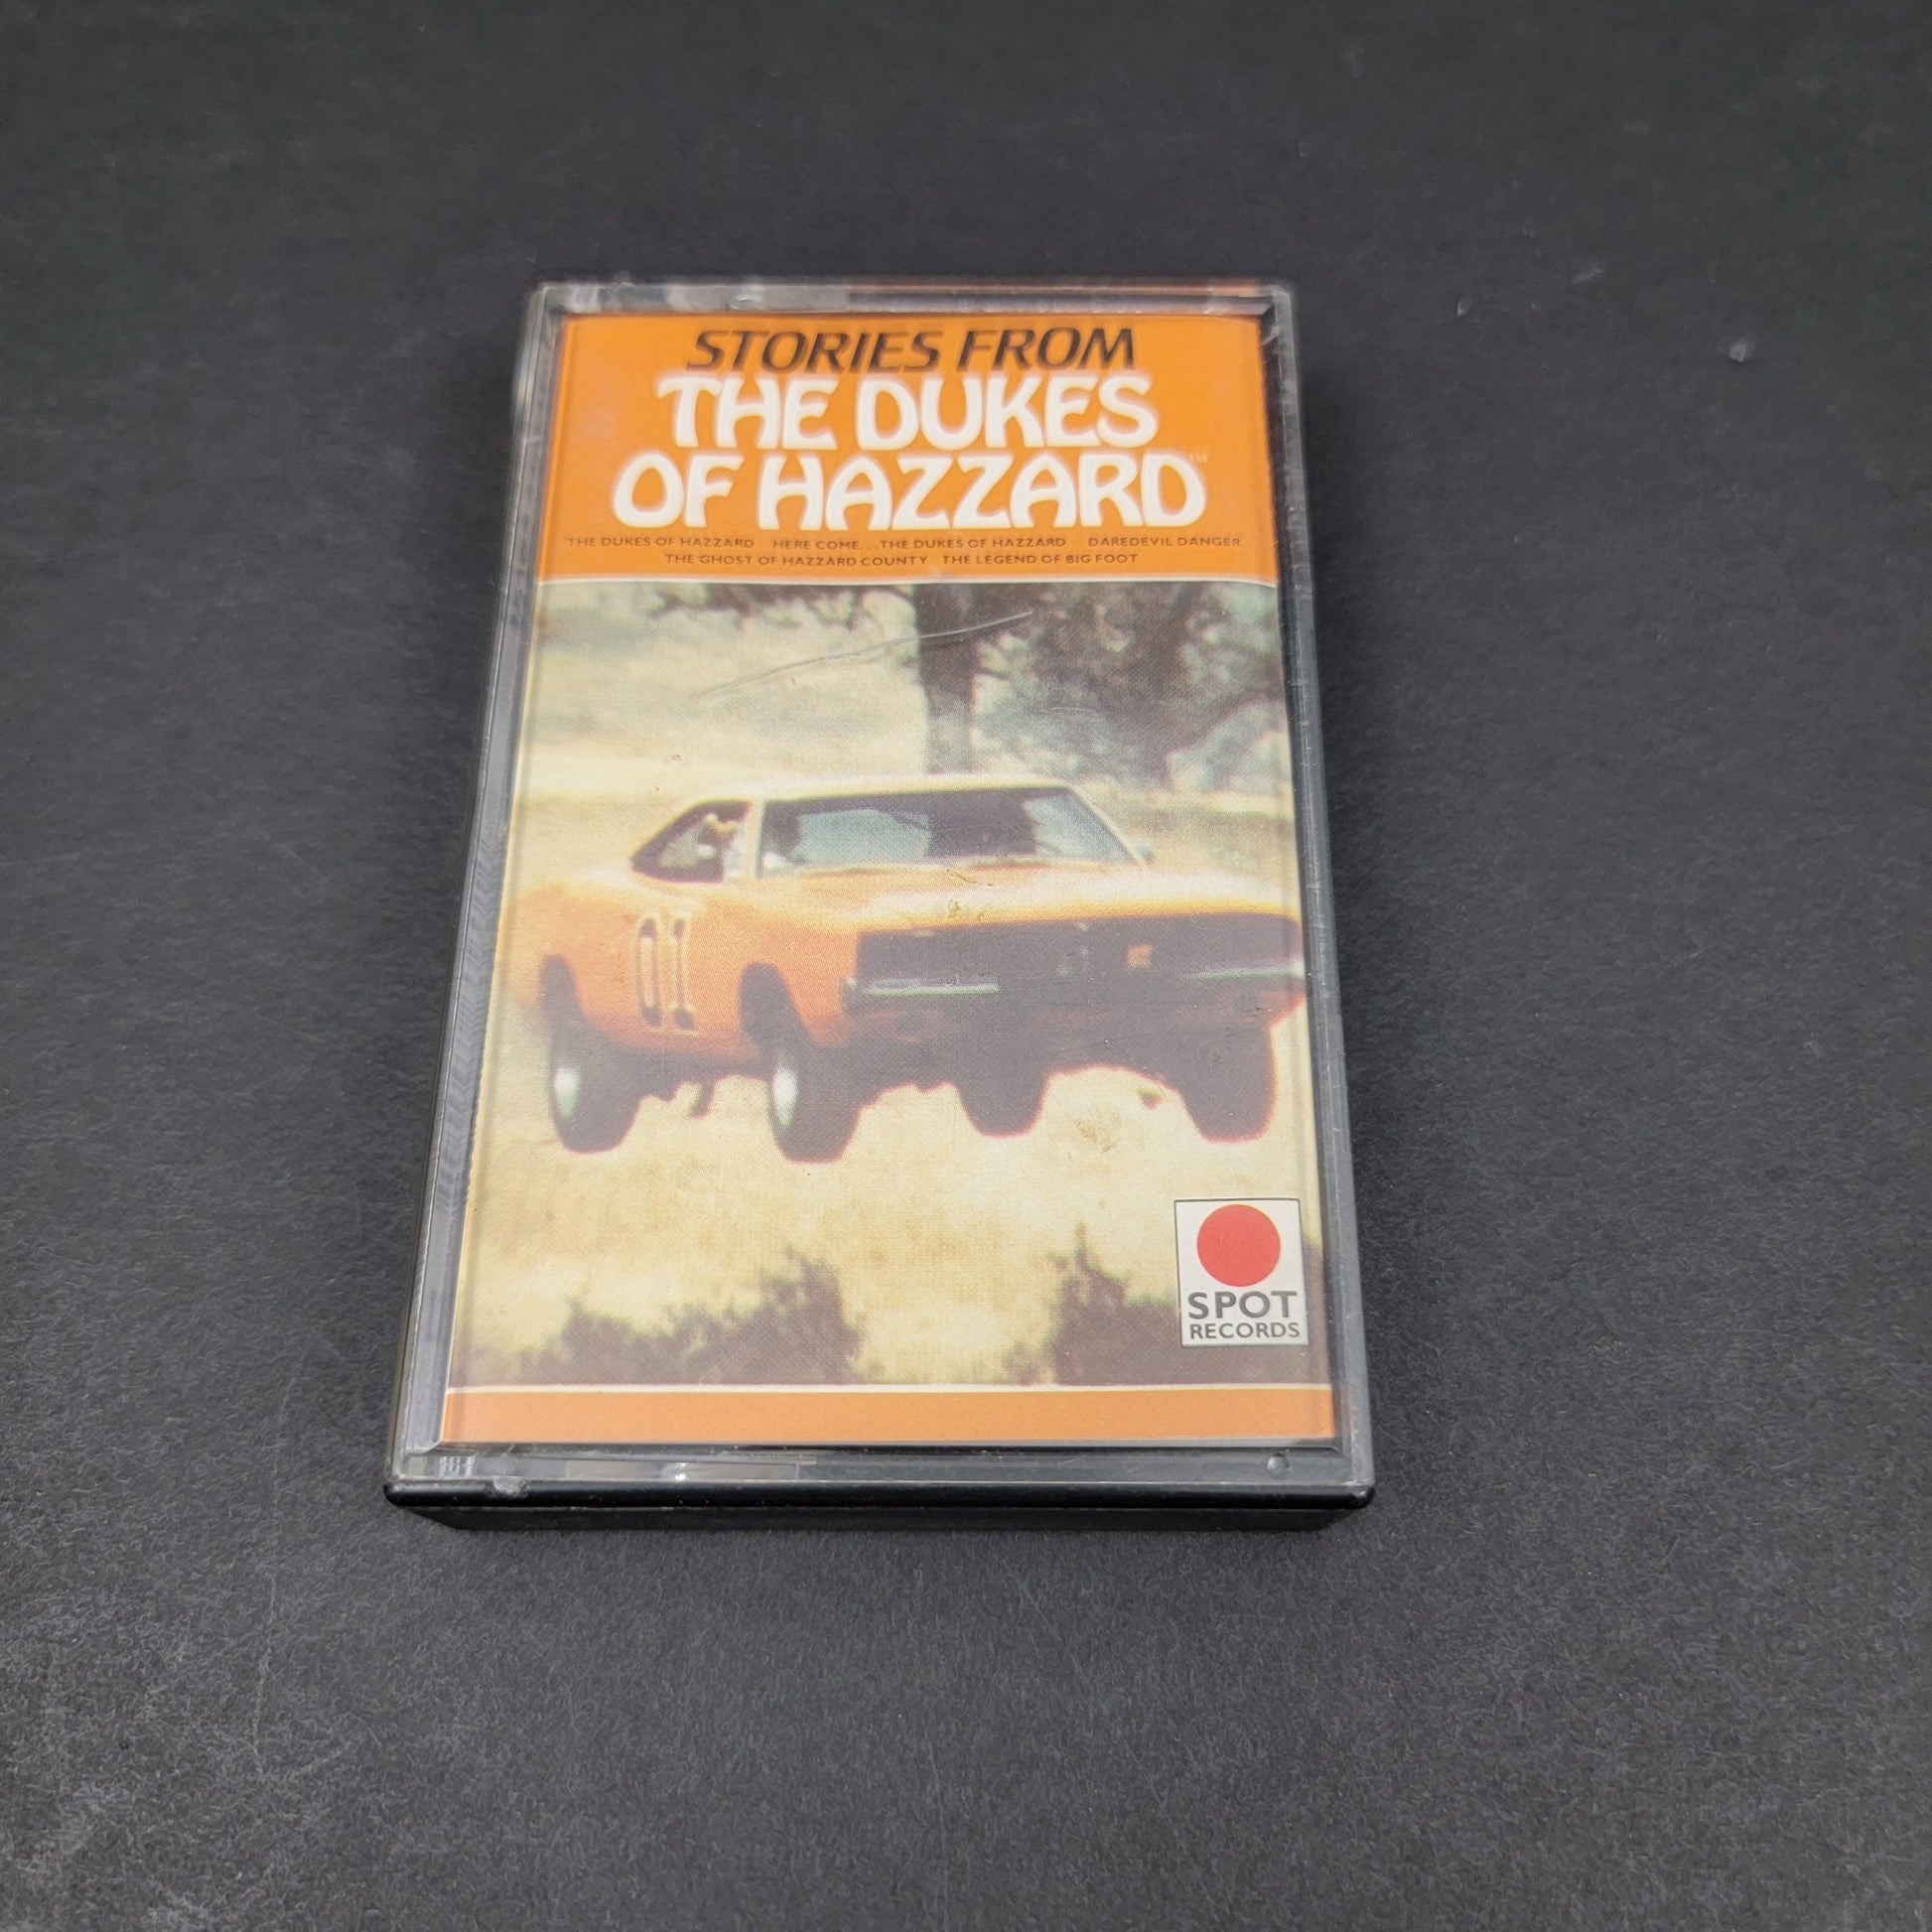 STORIES FROM
THE DUKES
OF HAZZARD™
THE DUKES OF HAZZARD HERE COME...THE DUKES OF HAZZARD DAREDEVIL DANGER
THE GHOST OF HAZZARD COUNTY THE LEGEND OF BIG FOOT
01
SPOT
RECORDS